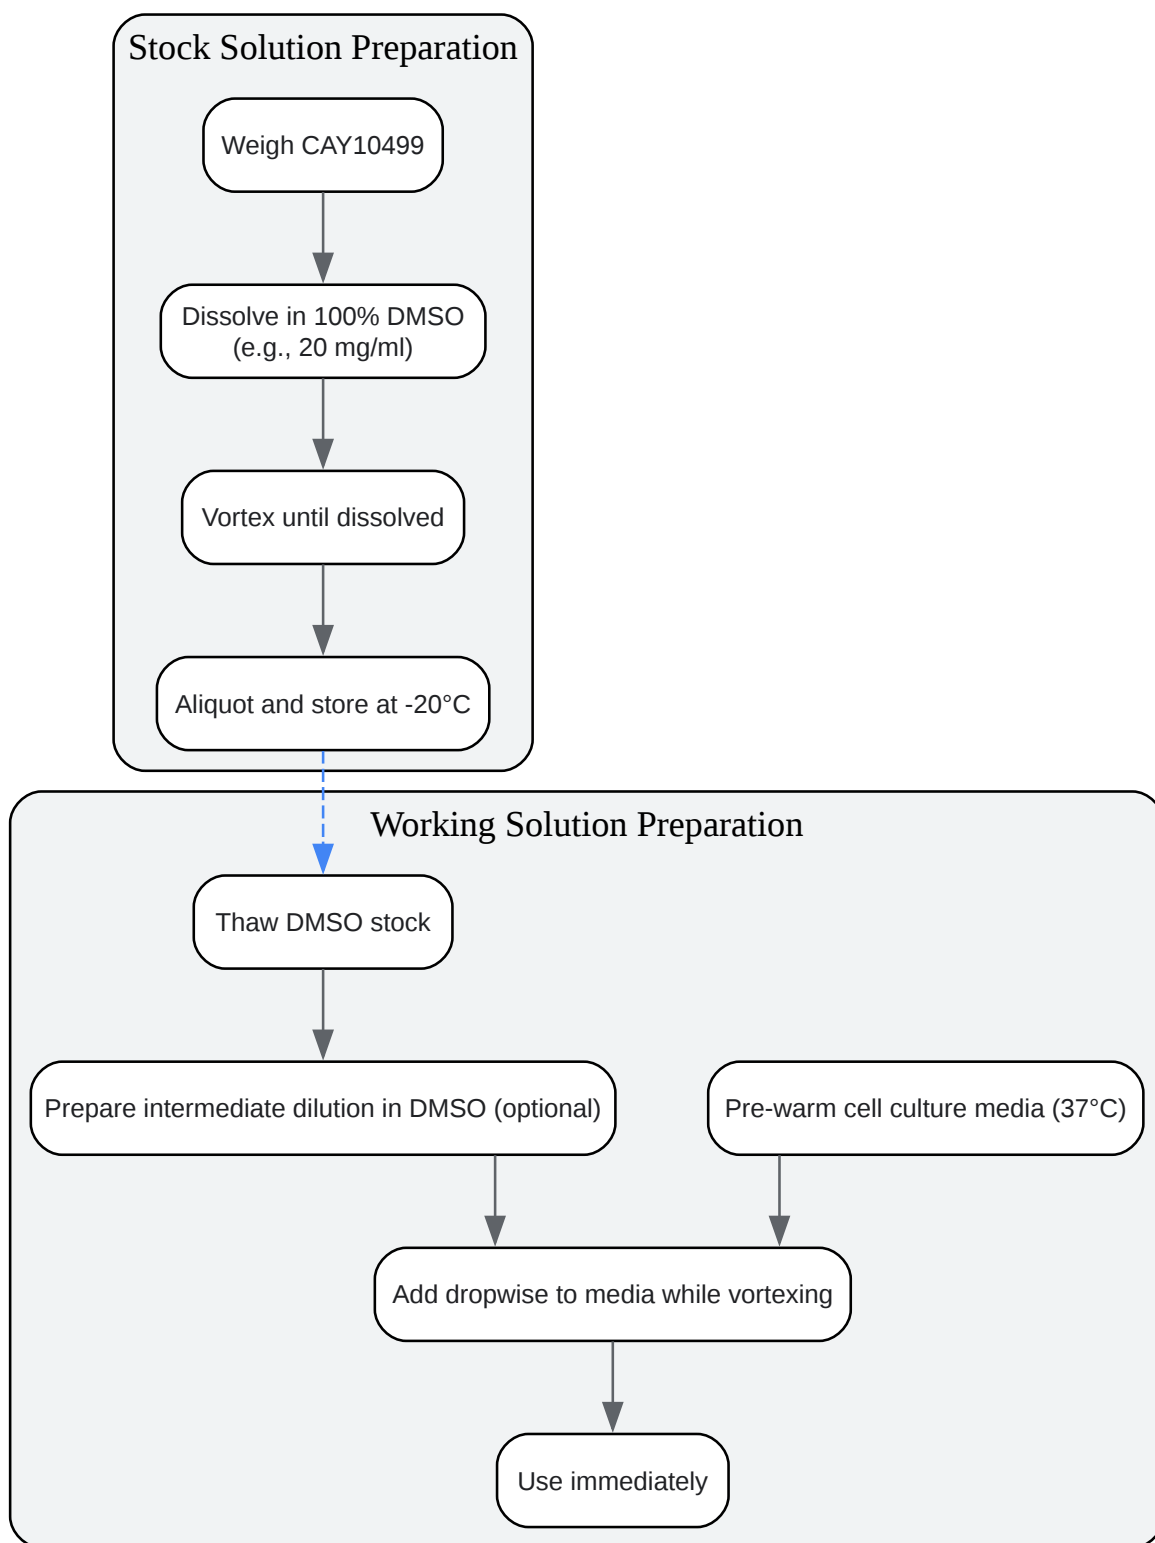 Stock Solution Preparation
Weigh CAY10499
Dissolve in 100% DMSO
(e.g., 20 mg/ml)
Vortex until dissolved
Aliquot and store at -20°C
Working Solution Preparation
Thaw DMSO stock
Prepare intermediate dilution in DMSO (optional)
Pre-warm cell culture media (37°C)
Add dropwise to media while vortexing
Use immediately